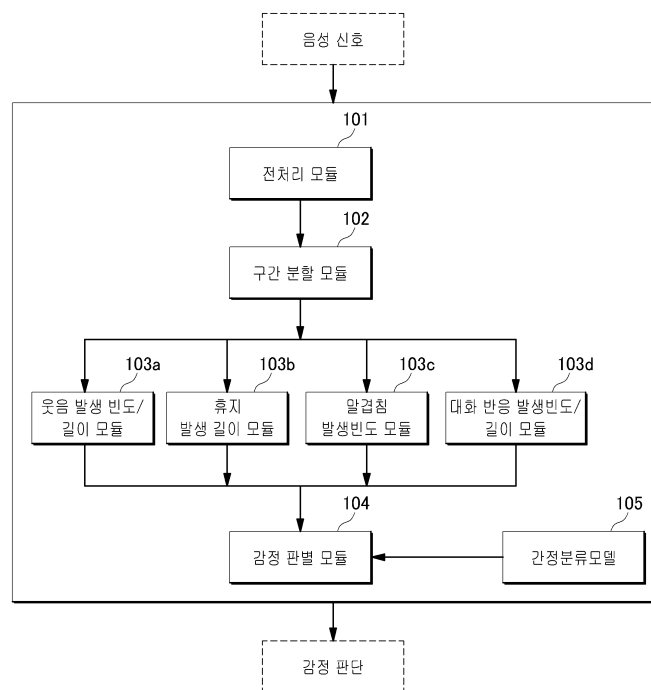 음성 신호
101
전처리 모듈
102
구간 분할 모듈
103a
103b
103c
103d
웃음 발생 빈도/
길이 모듈
휴지
발생 길이 모듈
말겹침
발생빈도 모듈
대화 반응 발생빈도/
길이 모듈
104
105
감정 판별 모듈
간정분류모델
감정 판단